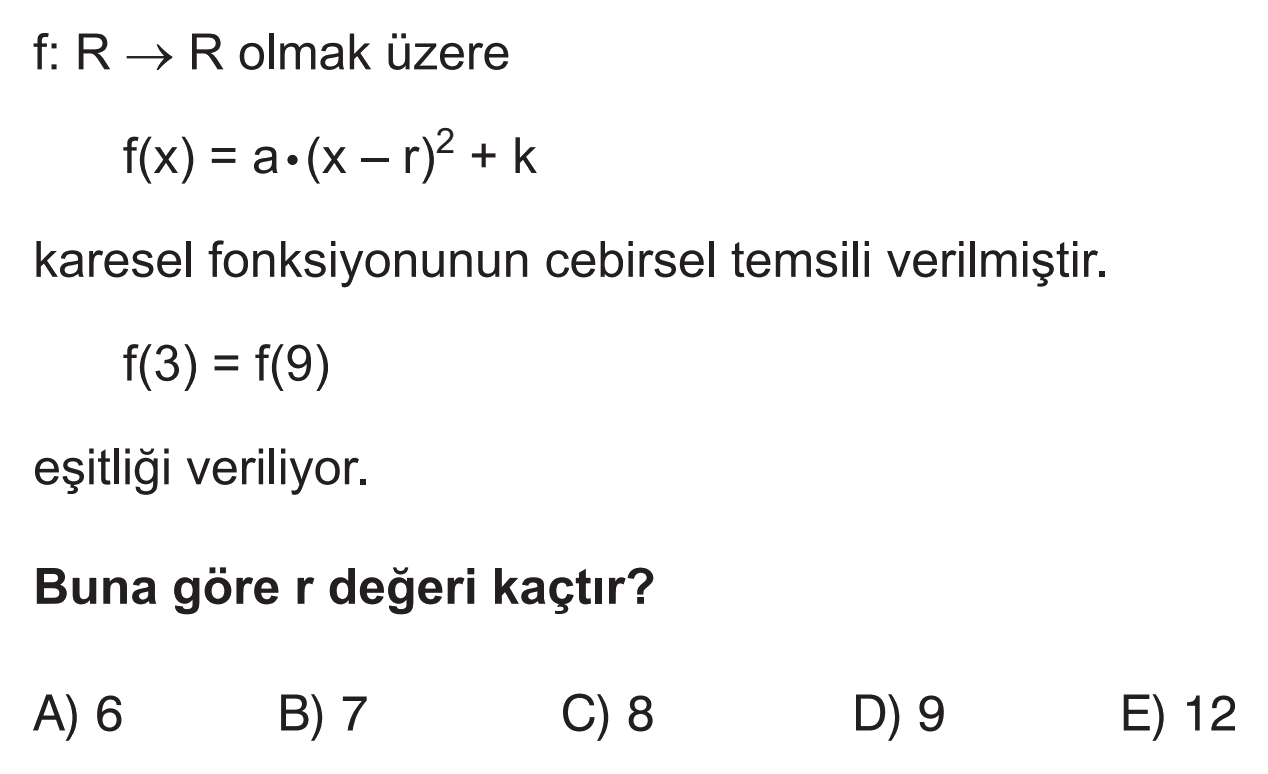 f: R → R olmak üzere
f(x) = a•(x – r)² + k
karesel fonksiyonunun cebirsel temsili verilmiştir.
f(3) = f(9)
eşitliği veriliyor.
Buna göre r değeri kaçtır?
A) 6 B) 7 C) 8 D) 9 E) 12